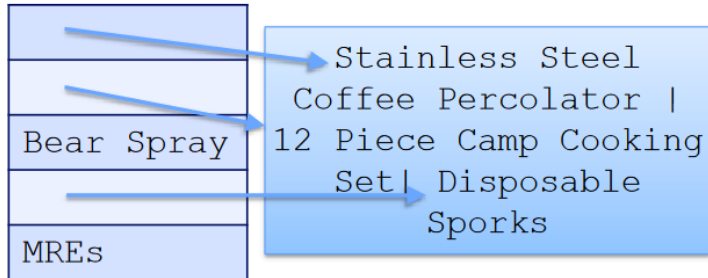 Stainless Steel
Coffee Percolator |
Bear Spray
12 Piece Camp Cooking
Set| Disposable
Sporks
MREs